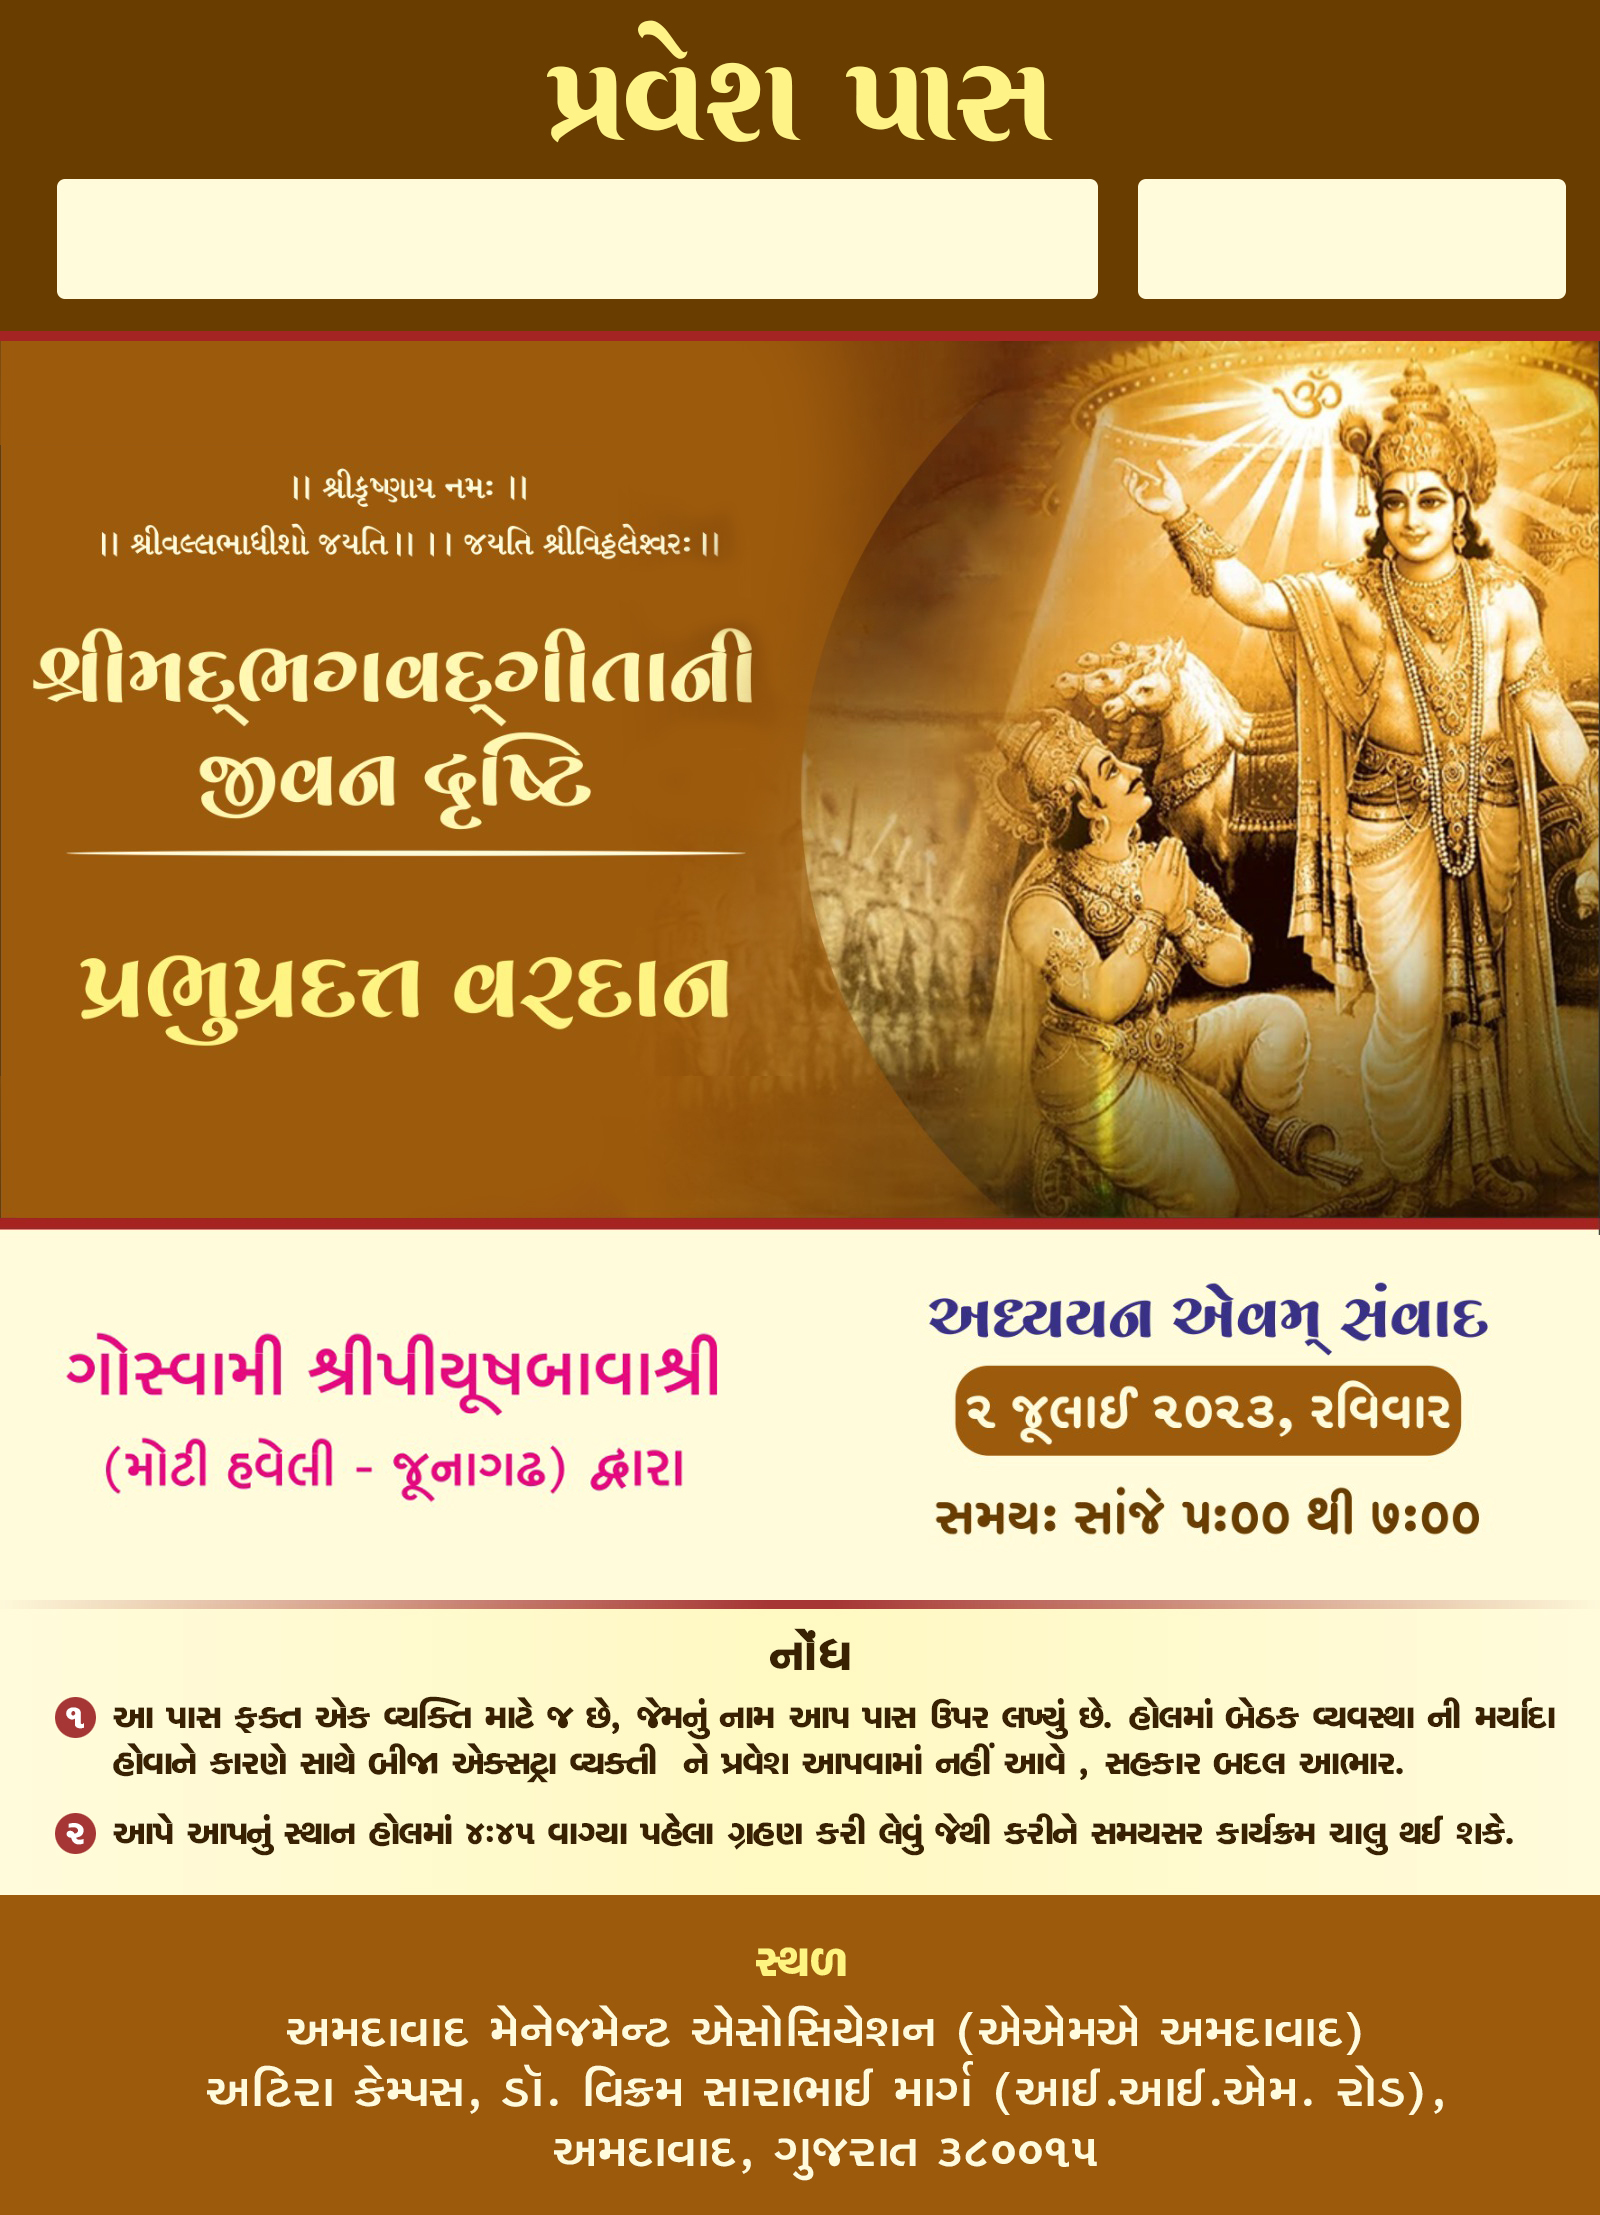 પ્રવેશ પાસ
ૐ
।। શ્રીકૃષ્ણાય નમઃ ।।
।। શ્રીવલ્લભાધીશો જયતિ।। ।। જયતિ શ્રીવિઠ્ઠલેશ્વરઃ।।
શ્રીમદ્‌ભગવદ્‌ગીતાની
જીવન દૃષ્ટિ
પ્રભુપ્રદત્ત વરદાન
ગોસ્વામી શ્રીપીયૂષબાવાશ્રી
(મોટી હવેલી - જૂનાગઢ) દ્વારા
અધ્યયન એવમ્ સંવાદ
૨ જૂલાઈ ૨૦૨૩, રવિવાર
સમયઃ સાંજે ૫:૦૦ થી ૭:૦૦
નોંધ
૧ આ પાસ ફક્ત એક વ્યક્તિ માટે જ છે, જેમનું નામ આપ પાસ ઉપર લખ્યું છે. હોલમાં બેઠક વ્યવસ્થા ની મર્યાદા
હોવાને કારણે સાથે બીજા એક્સટ્રા વ્યક્તી ને પ્રવેશ આપવામાં નહીં આવે , સહકાર બદલ આભાર.
૨ આપે આપનું સ્થાન હોલમાં ૪:૪૫ વાગ્યા પહેલા ગ્રહણ કરી લેવું જેથી કરીને સમયસર કાર્યક્રમ ચાલુ થઈ શકે.
સ્થળ
અમદાવાદ મેનેજમેન્ટ એસોસિયેશન (એએમએ અમદાવાદ)
અટિરા કેમ્પસ, ડૉ. વિક્રમ સારાભાઈ માર્ગ (આઈ.આઈ.એમ. રોડ),
અમદાવાદ, ગુજરાત ૩૮૦૦૧૫